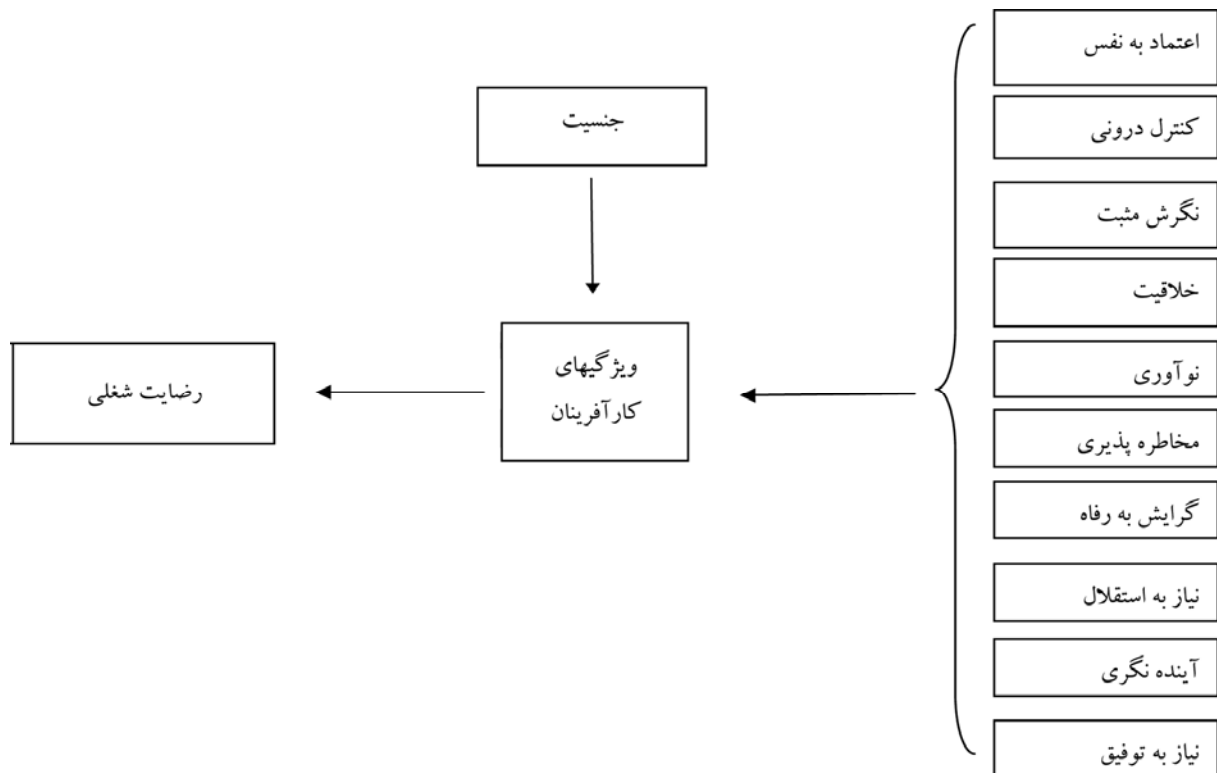 اعتماد به نفس
کنترل درونی
نگرش مثبت
خلاقیت
نوآوری
مخاطره پذیری
گرایش به رفاه
نیاز به استقلال
آینده نگری
نیاز به توفیق
جنسیت
ویژگیهای
کارآفرینان
رضایت شغلی